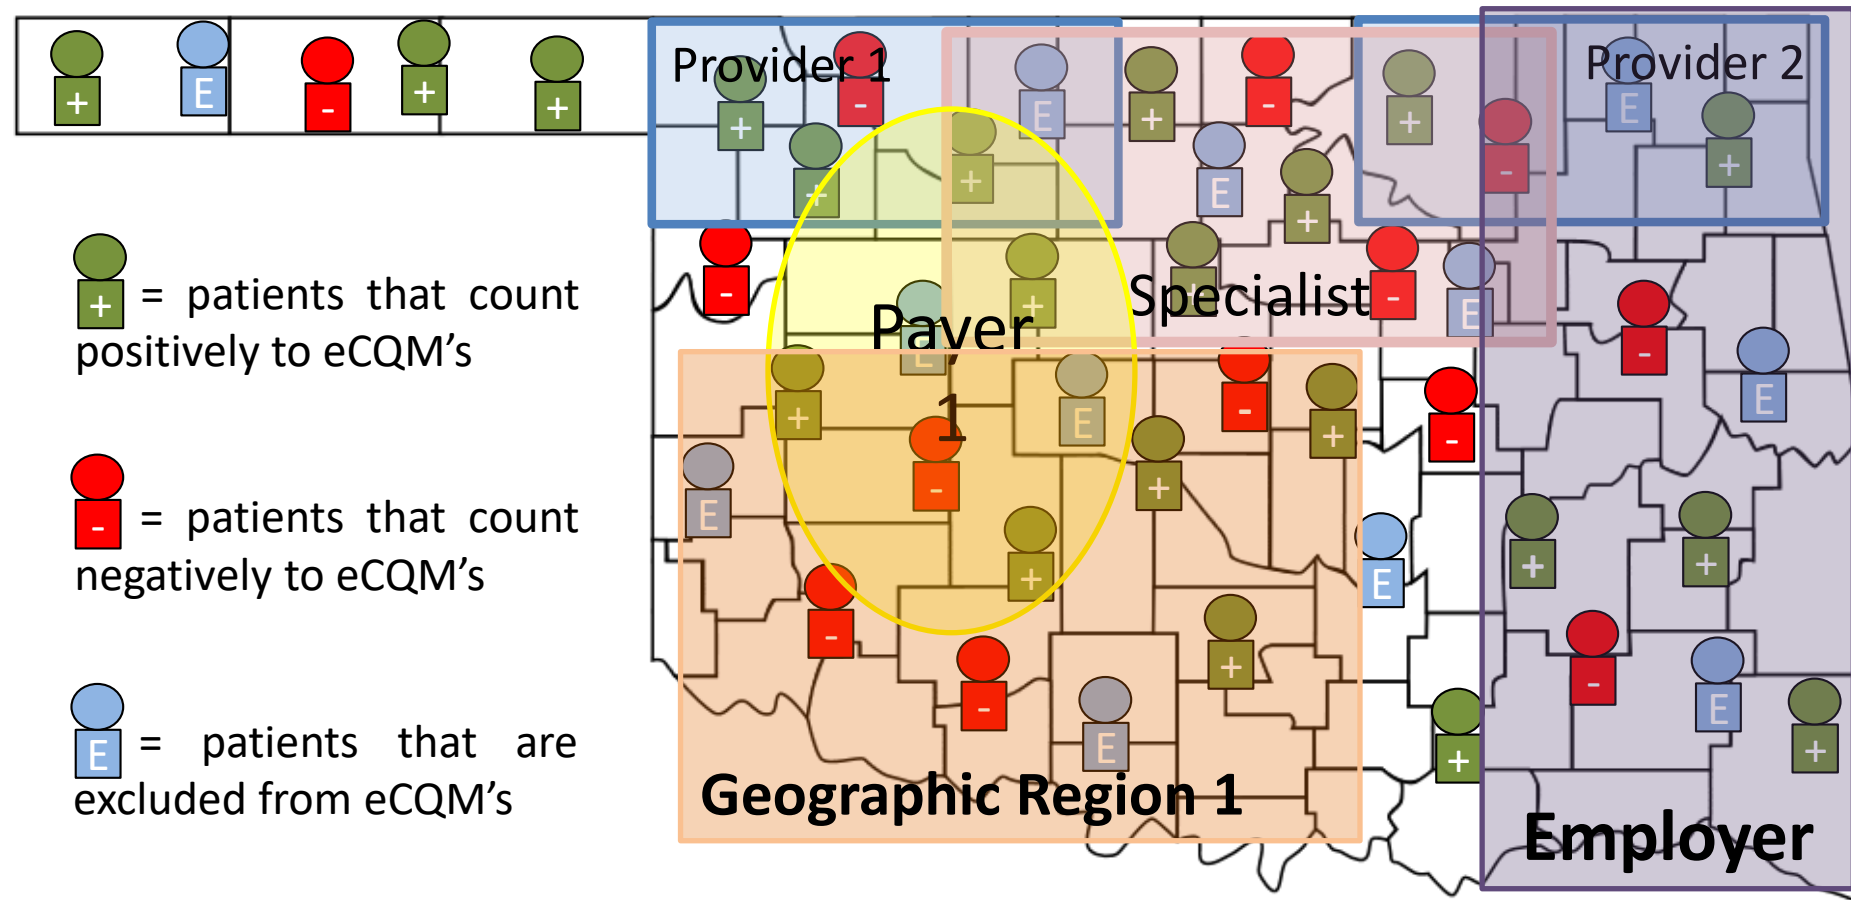 + E - + +
Provider 1
Provider 2
+ - E + - + - E +
+ + E +
- E + + - E
Specialist
Payer
1
+ = patients that count
positively to eCQM's
- = patients that count
negatively to eCQM's
E = patients that are
excluded from eCQM's
+ E - + - - E
E - + E
+ + +
- + - E
- E + +
Geographic Region 1
Employer